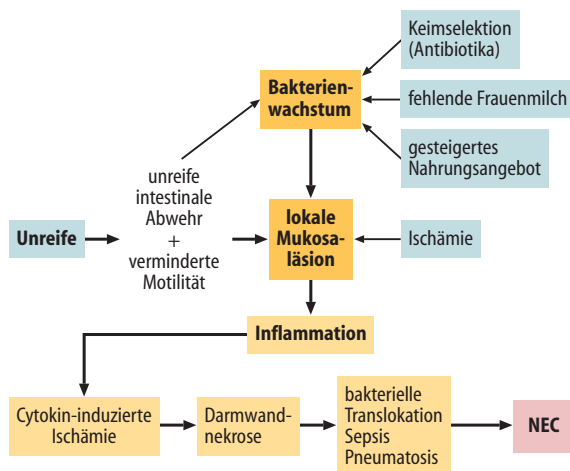 Keimselektion
(Antibiotika)
Bakterien-
wachstum
fehlende Frauenmilch
gesteigertes
Nahrungsangebot
unreife
intestinale
Abwehr
+
verminderte
Motilität
Unreife
lokale
Mukosa-
läsion
Ischämie
Inflammation
Cytokin-induzierte
Ischämie
Darmwand-
nekrose
bakterielle
Translokation
Sepsis
Pneumatosis
NEC